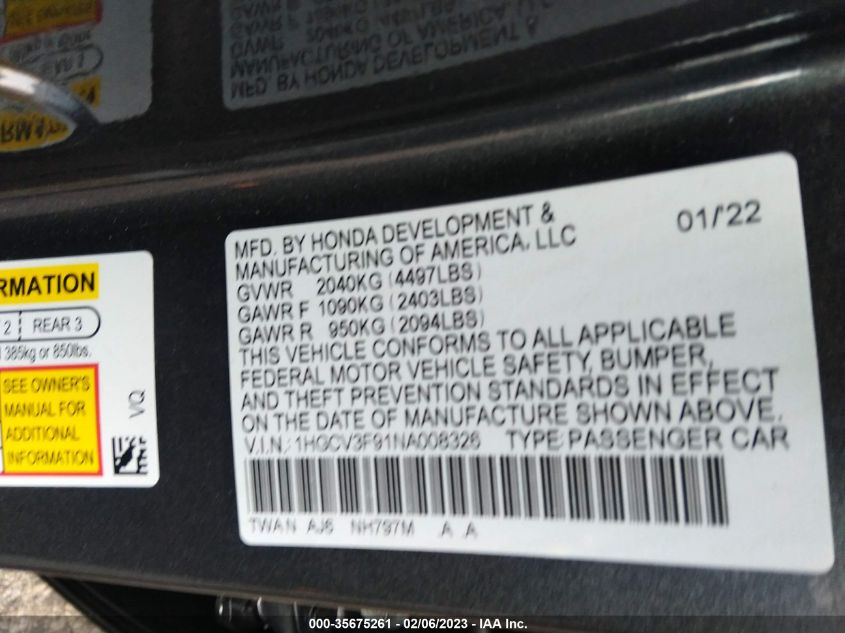 MFD. BY HONDA DEVELOPMENT &
MANUFACTURING OF AMERICA, LLC
01/'22
GVWR 2040KG (4497LBS)
GAWR F 1090KG (2403LBS)
GAWR R 950KG (2094LBS)
THIS VEHICLE CONFORMS TO ALL APPLICABLE
FEDERAL MOTOR VEHICLE SAFETY, BUMPER,
AND THEFT PREVENTION STANDARDS IN EFFECT
ON THE DATE OF MANUFACTURE SHOWN ABOVE.
V.I.N.: 1HGCV3F91NA008326 TYPE:PASSENGER CAR
TWAN AJ6 NH797M A A
RMATION
2 REAR 3
385kg or 850lbs.
SEE OWNER'S
MANUAL FOR
ADDITIONAL
INFORMATION
VQ
000-35675261 - 02/06/2023 - IAA Inc.